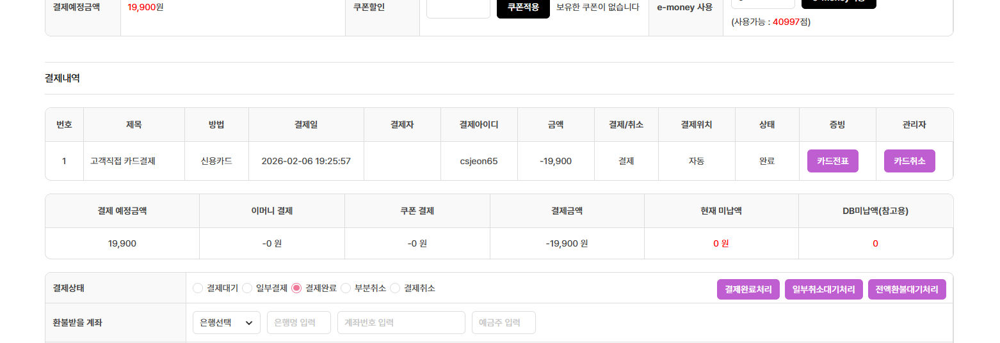 결제예정금액 19,900원 쿠폰할인 쿠폰적용 보유한 쿠폰이 없습니다 e-money 사용
(사용가능 : 40997점)
결제내역
번호 제목 방법 결제일 결제자 결제아이디 금액 결제/취소 결제위치 상태 증빙 관리자
1 고객직접 카드결제 신용카드 2026-02-06 19:25:57 csjeon65 -19,900 결제 자동 완료 카드전표 카드취소
결제 예정금액 이머니 결제 쿠폰 결제 결제금액 현재 미납액 DB미납액(참고용)
19,900 -0 원 -0 원 -19,900 원 0 원 0
결제상태 결제대기 일부결제 결제완료 부분취소 결제취소 결제완료처리 일부취소대기처리 전액환불대기처리
환불받을 계좌 은행선택 은행명 입력 계좌번호 입력 예금주 입력